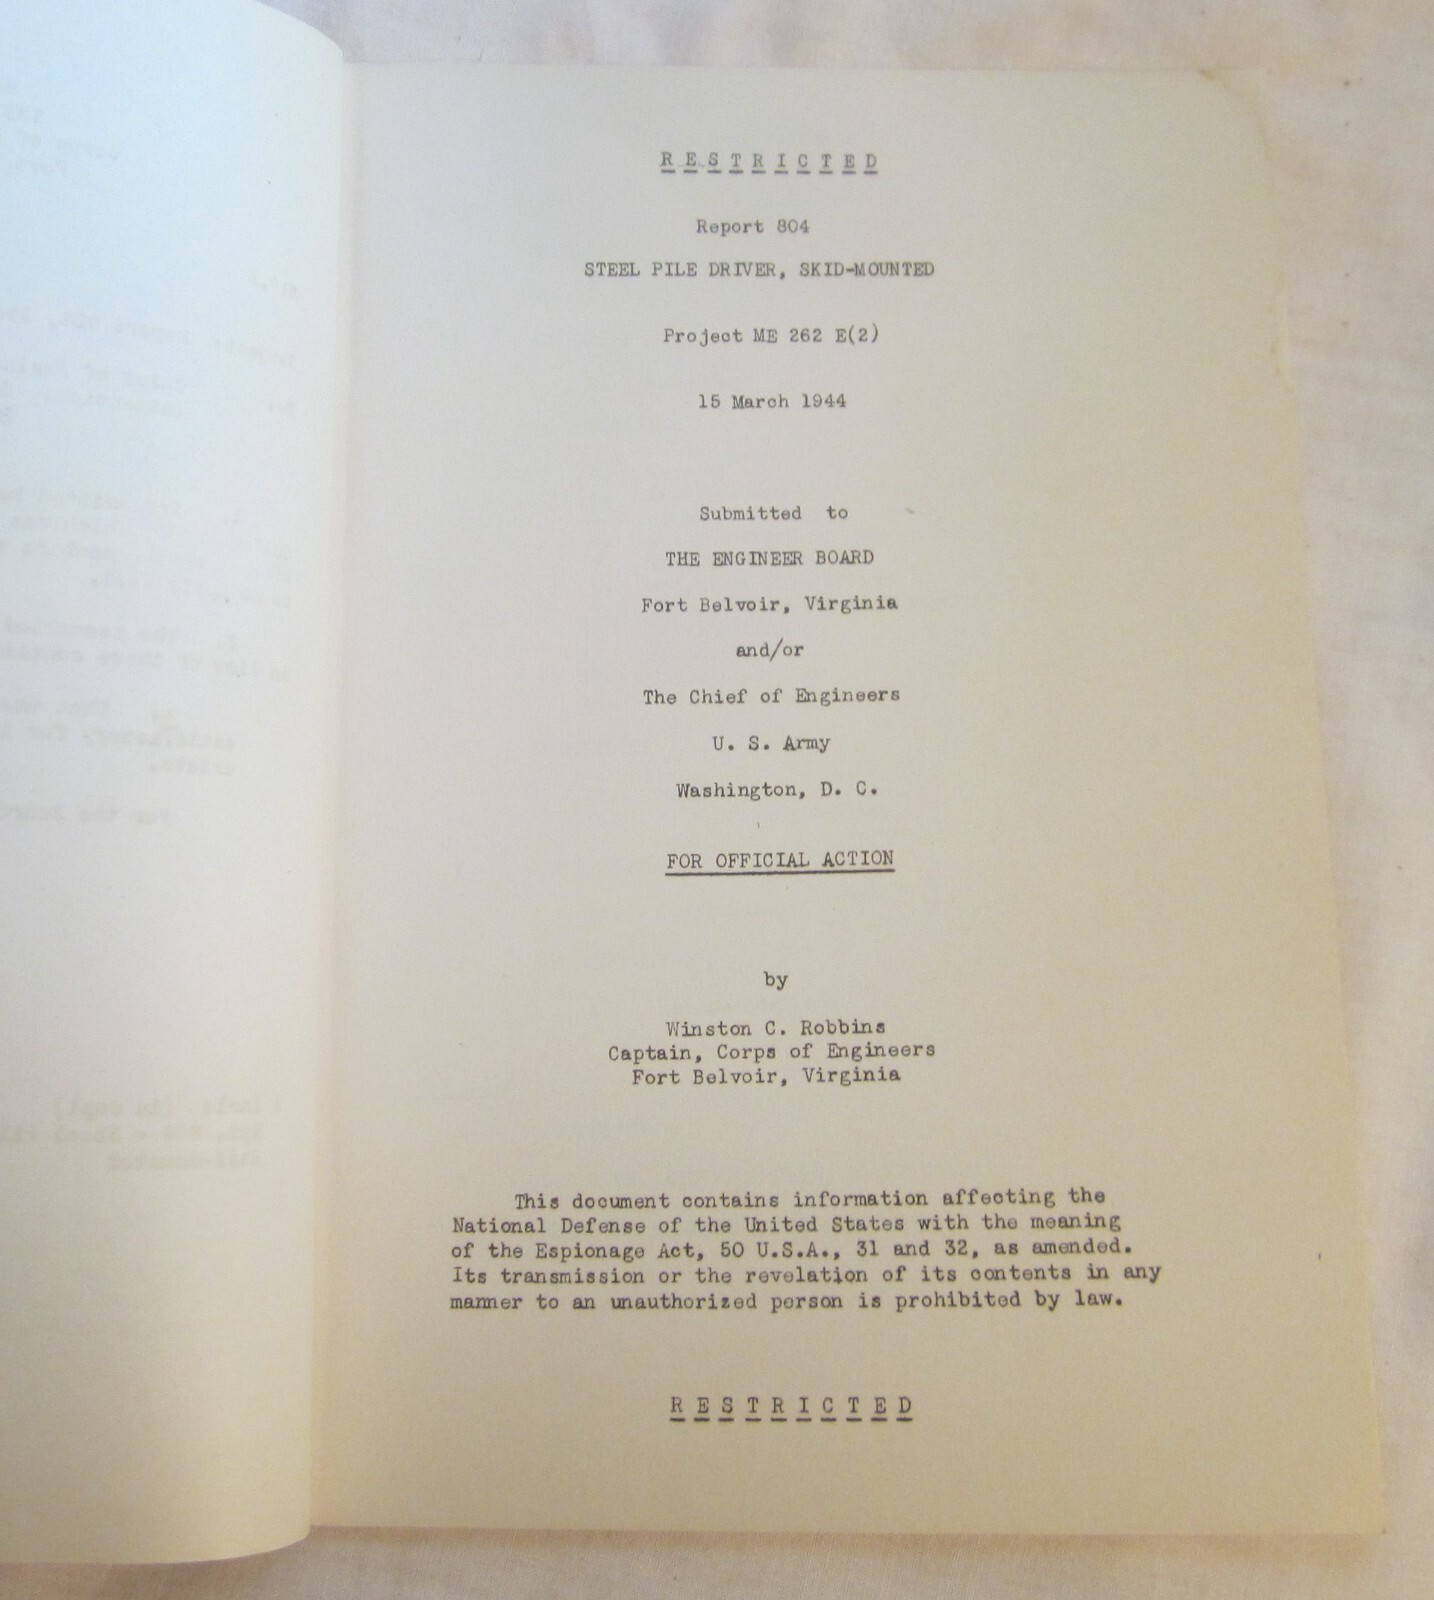 R E S T R I C T E D
Report 804
STEEL PILE DRIVER, SKID-MOUNTED
Project ME 262 E(2)
15 March 1944
Submitted to
THE ENGINEER BOARD
Fort Belvoir, Virginia
and/or
The Chief of Engineers
U. S. Army
Washington, D. C.
FOR OFFICIAL ACTION
by
Winston C. Robbins
Captain, Corps of Engineers
Fort Belvoir, Virginia
This document contains information affecting the
National Defense of the United States with the meaning
of the Espionage Act, 50 U.S.A., 31 and 32, as amended.
Its transmission or the revelation of its contents in any
manner to an unauthorized person is prohibited by law.
R E S T R I C T E D